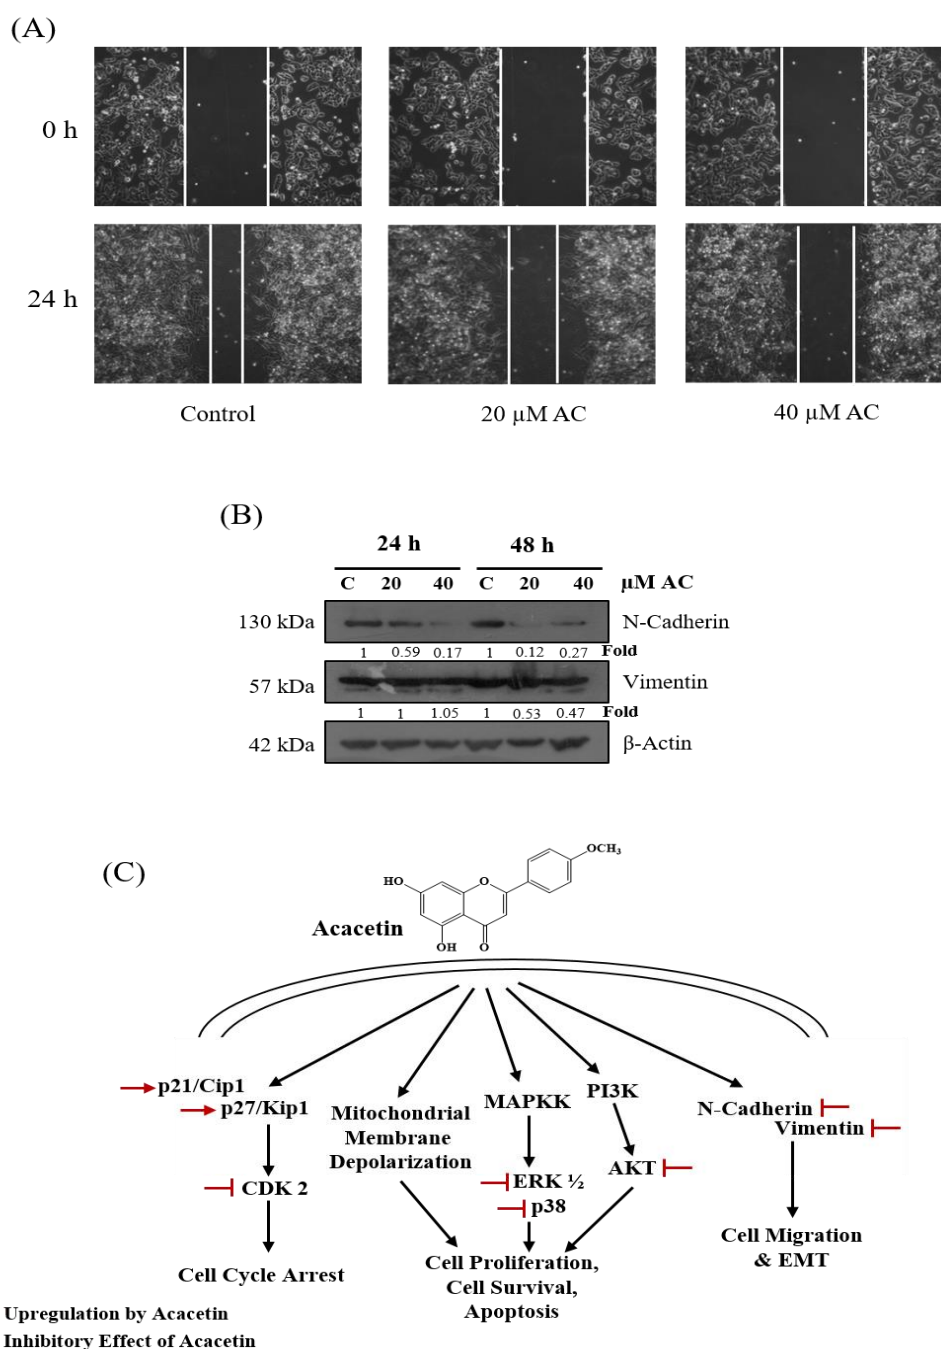 (A)
0 h
24 h
Control
20 µM AC
40 µM AC
(B)
24 h
48 h
C 20 40 C 20 40 µM AC
130 kDa
N-Cadherin
1 0.59 0.17 1 0.12 0.27 Fold
57 kDa
Vimentin
1 1 1.05 1 0.53 0.47 Fold
42 kDa
β-Actin
(C)
OCH3
HO
O
Acacetin
OH
O
p21/Cip1
p27/Kip1
CDK 2
Cell Cycle Arrest
Mitochondrial
Membrane
Depolarization
MAPKK
ERK ½
p38
PI3K
AKT
Cell Proliferation,
Cell Survival,
Apoptosis
N-Cadherin
Vimentin
Cell Migration
& EMT
Upregulation by Acacetin
Inhibitory Effect of Acacetin